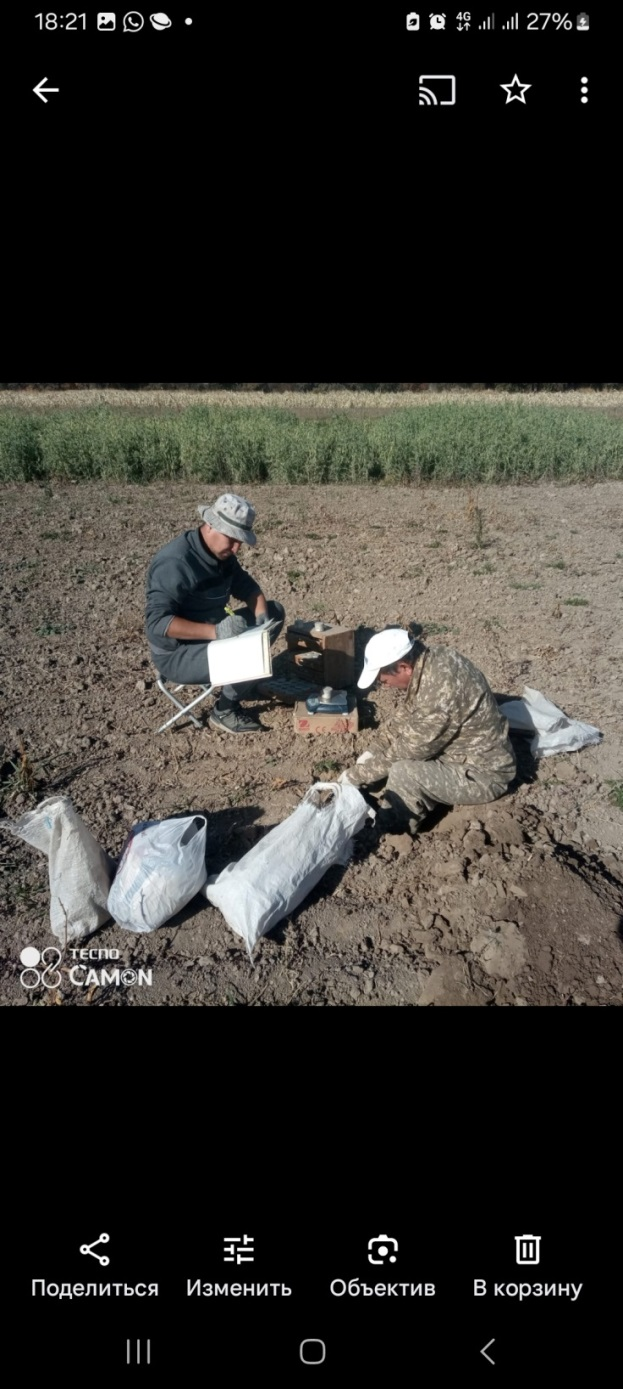 18:21
4G
27%
TECNO
CAMON
Поделиться
Изменить
Объектив
В корзину